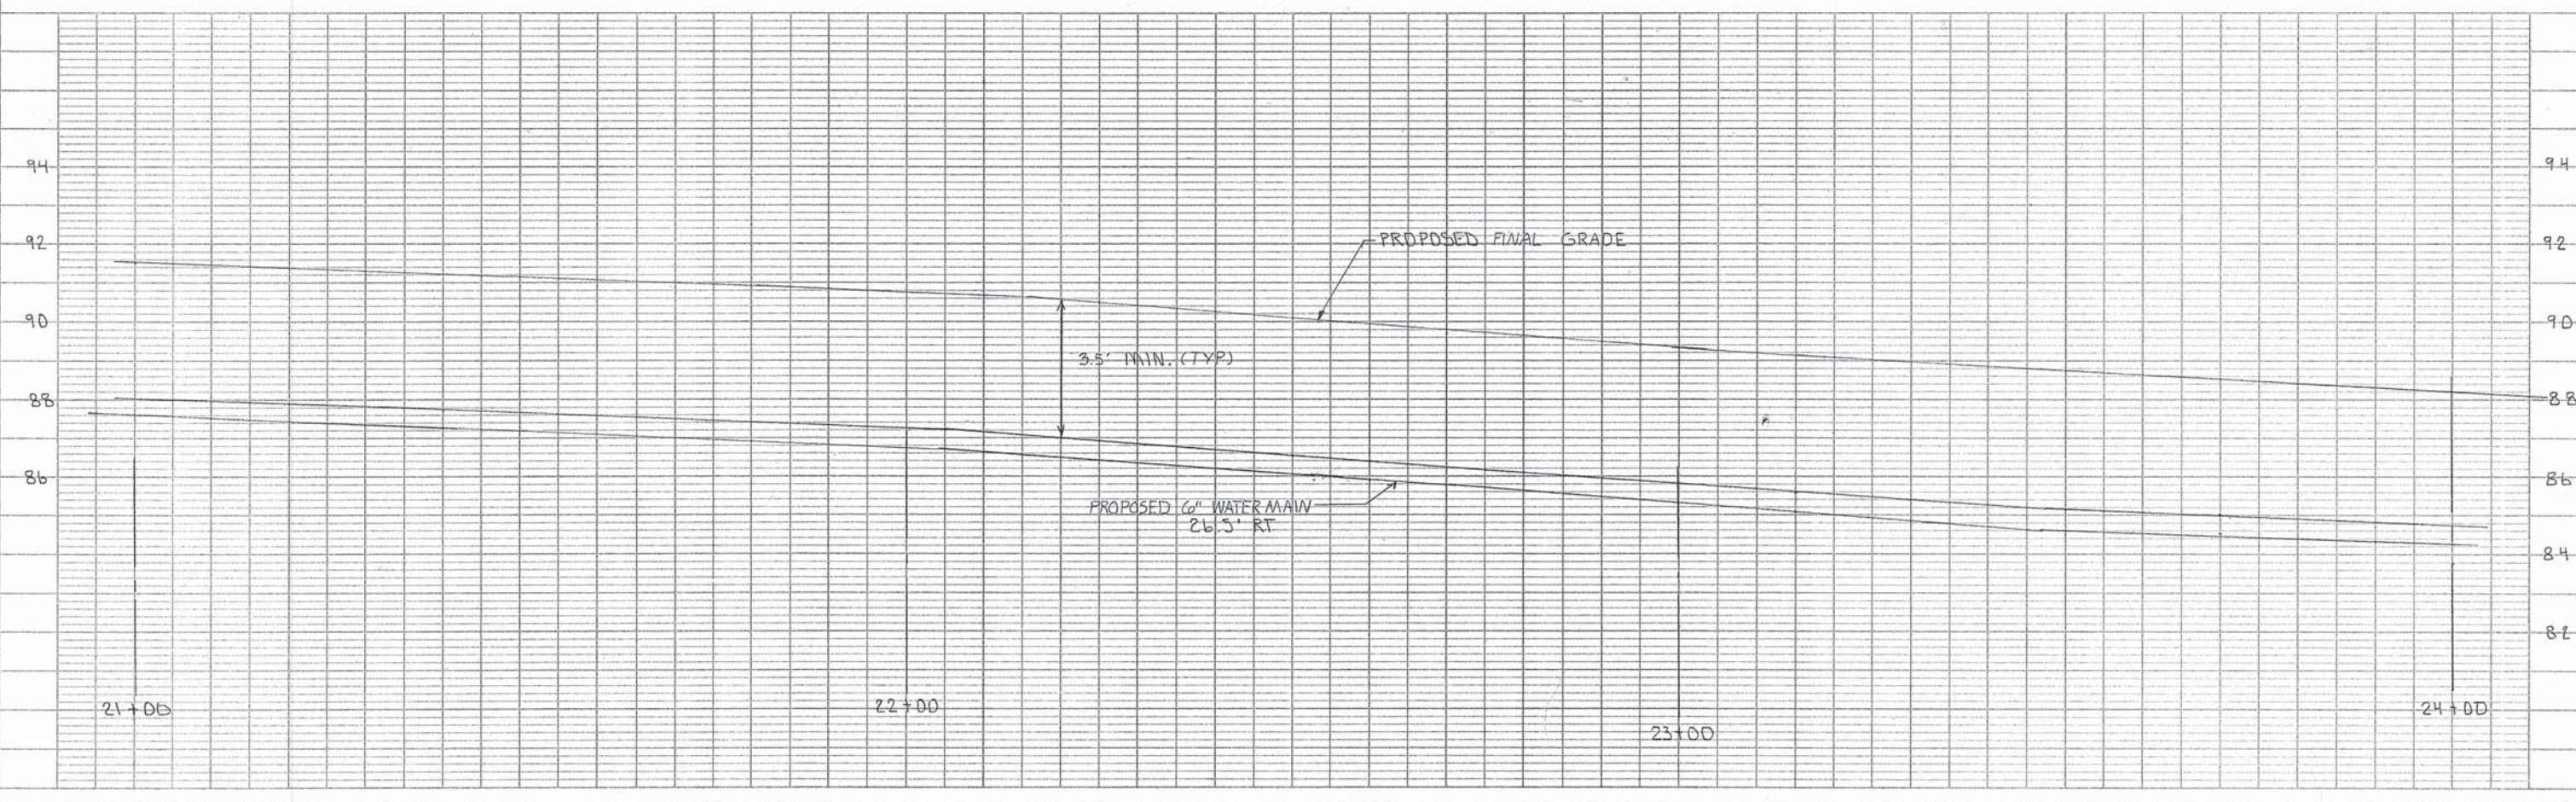 94 94
92 PROPOSED FINAL GRADE 92
90 90
3.5' MIN. (TYP)
88 88
86 86
PROPOSED 6" WATER MAIN
26.5' RT
84
82
21+00 22+00 24+00
23+00